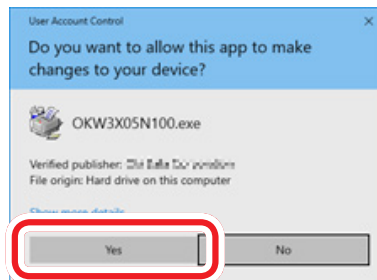 User Account Control
Do you want to allow this app to make
changes to your device?
OKW3X05N100.exe
Verified publisher:
File origin: Hard drive on this computer
Show more details
Yes
No